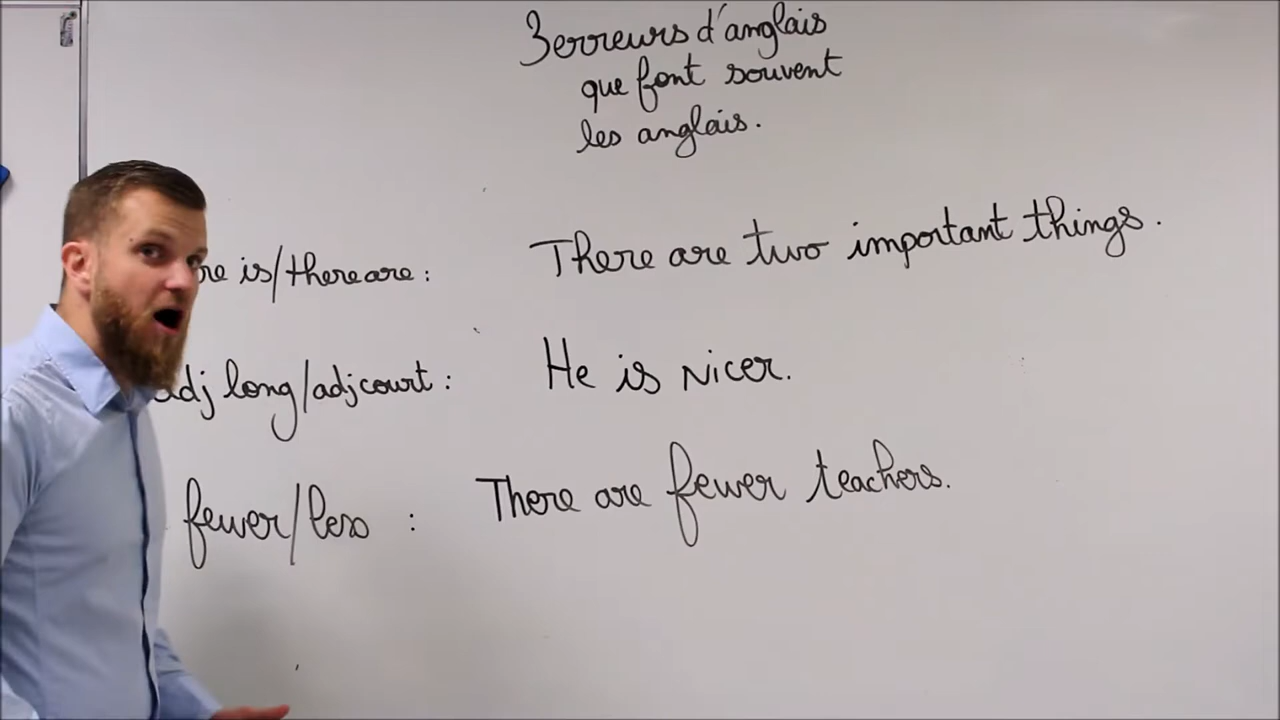 3 erreurs d'anglais
que font souvent
les anglais.
re is/there are : There are two important things.
adj long/adj court : He is nicer.
fewer/less : There are fewer teachers.